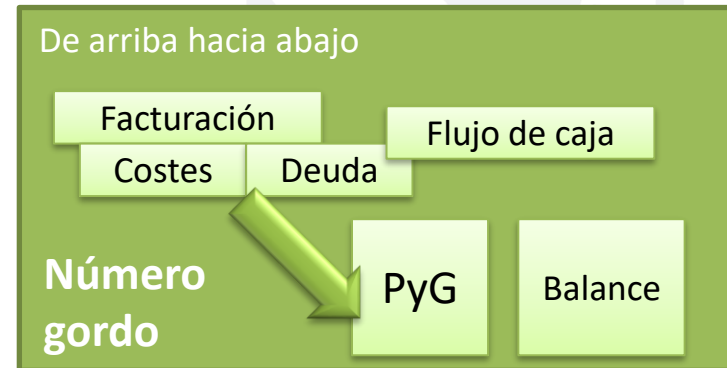 De arriba hacia abajo
Facturación
Flujo de caja
Costes
Deuda
Número
gordo
PyG
Balance